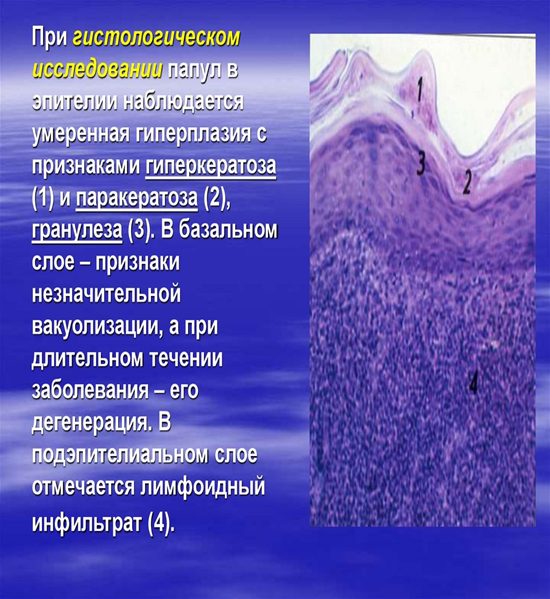 При гистологическом
исследовании папул в
эпителии наблюдается
умеренная гиперплазия с
признаками гиперкератоза
(1) и паракератоза (2),
гранулеза (3). В базальном
слое – признаки
незначительной
вакуолизации, а при
длительном течении
заболевания – его
дегенерация. В
подэпителиальном слое
отмечается лимфоидный
инфильтрат (4).
1
3
2
4